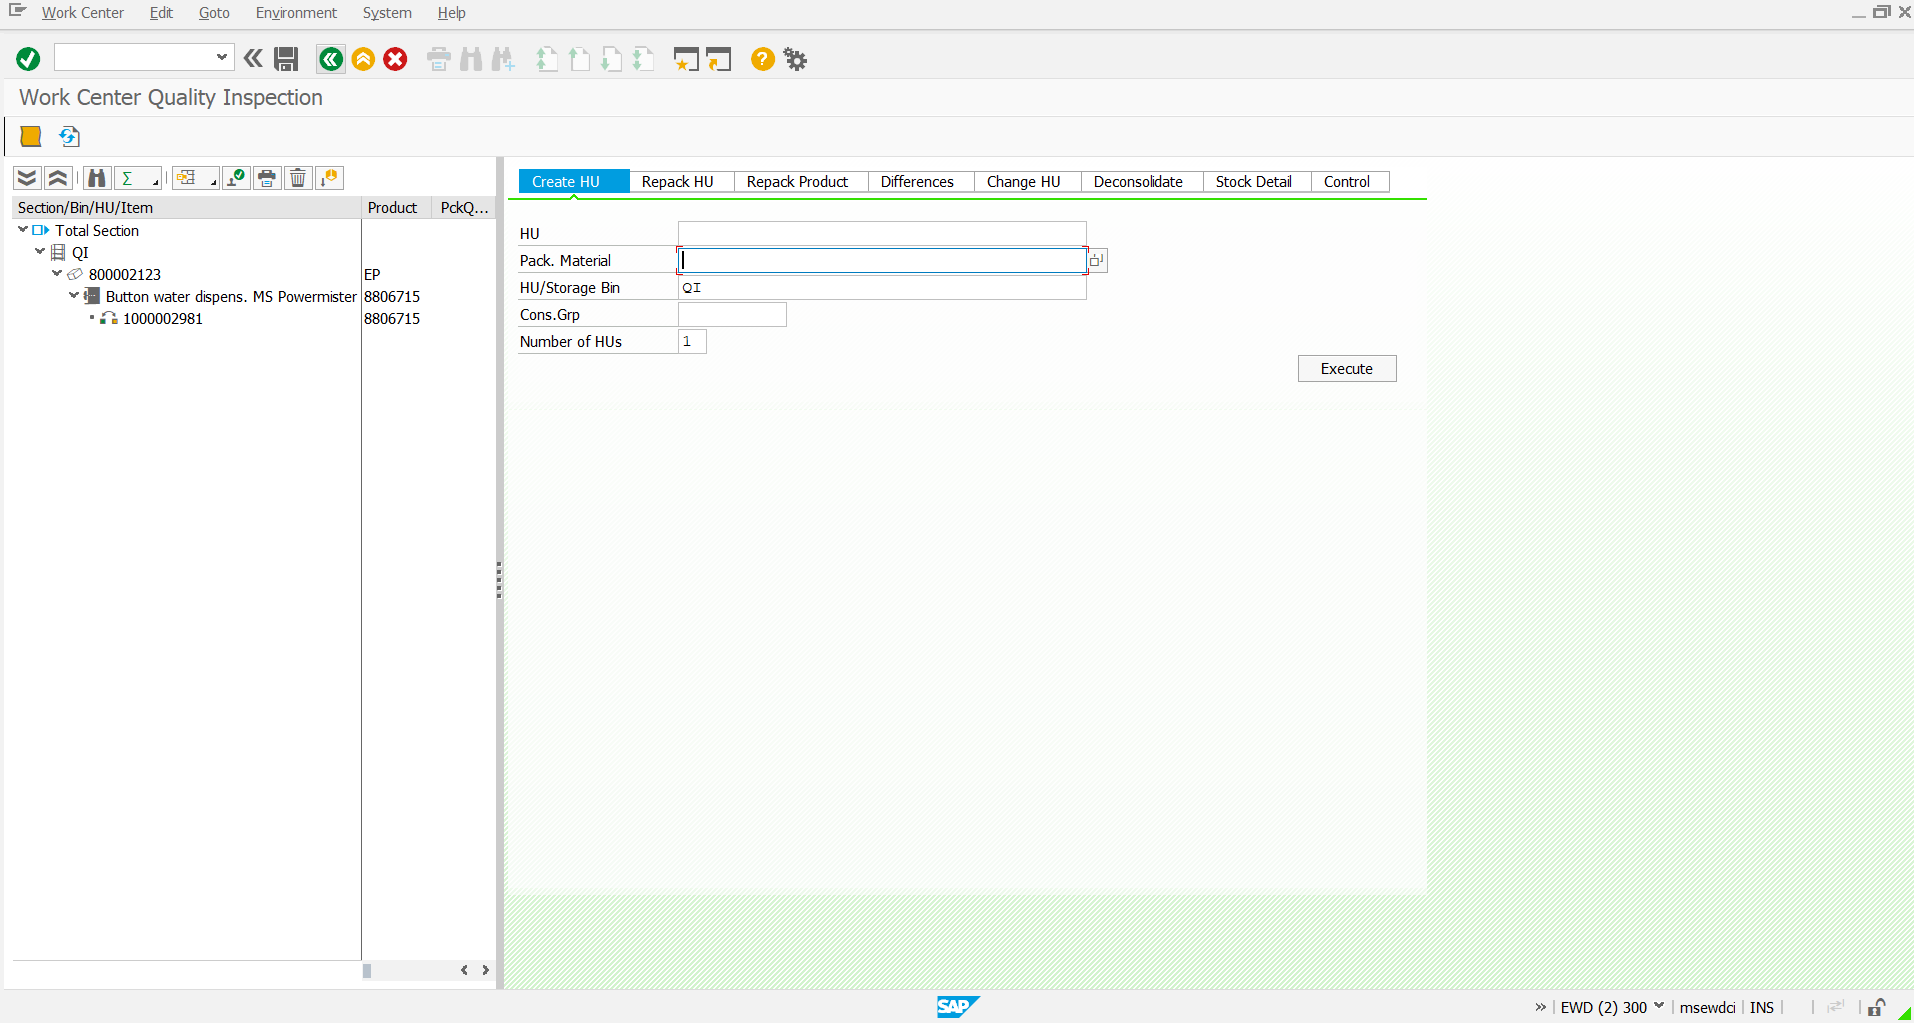 Work Center Edit Goto Environment System Help
Work Center Quality Inspection
Section/Bin/HU/Item Product PckQ...
Total Section
QI
800002123 EP
Button water dispens. MS Powermister 8806715
1000002981 8806715
Create HU Repack HU Repack Product Differences Change HU Deconsolidate Stock Detail Control
HU
Pack. Material
HU/Storage Bin QI
Cons.Grp
Number of HUs 1
Execute
SAP
EWD (2) 300 msewdci INS